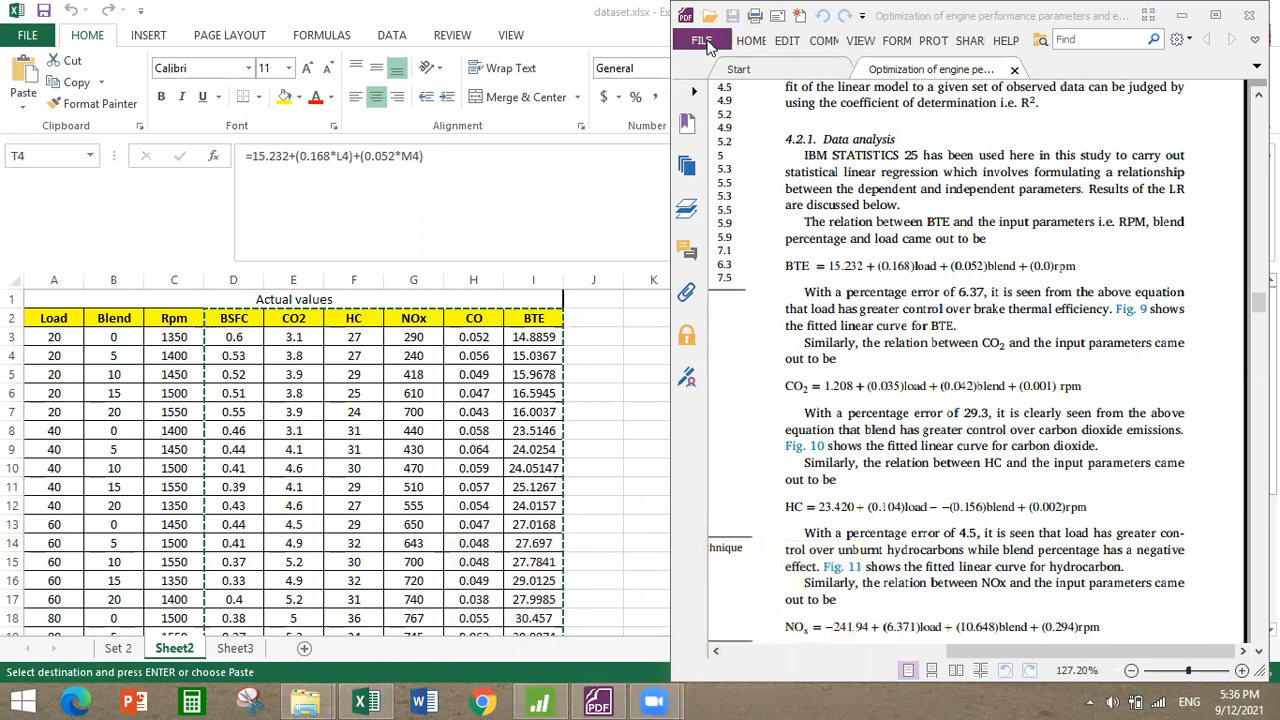 dataset.xlsx - Ex
FILE HOME INSERT PAGE LAYOUT FORMULAS DATA REVIEW VIEW
Paste
Cut
Copy
Format Painter
Clipboard
Calibri 11
B I U
Font
Wrap Text
Merge & Center
Alignment
General
$ % ,
Number
T4 fx =15.232+(0.168*L4)+(0.052*M4)
A B C D E F G H I J K
1 Actual values
2 Load Blend Rpm BSFC CO2 HC NOx CO BTE
3 20 0 1350 0.6 3.1 27 290 0.052 14.8859
4 20 5 1400 0.53 3.8 27 240 0.056 15.0367
5 20 10 1450 0.52 3.9 29 418 0.049 15.9678
6 20 15 1500 0.51 3.8 25 610 0.047 16.5945
7 20 20 1550 0.55 3.9 24 700 0.043 16.0037
8 40 0 1400 0.46 3.1 31 440 0.058 23.5146
9 40 5 1450 0.44 4.1 31 430 0.064 24.0254
10 40 10 1500 0.41 4.6 30 470 0.059 24.05147
11 40 15 1550 0.39 4.1 29 510 0.057 25.1267
12 40 20 1350 0.43 4.6 27 555 0.054 24.0157
13 60 0 1450 0.44 4.5 29 650 0.047 27.0168
14 60 5 1500 0.41 4.9 32 643 0.048 27.697
15 60 10 1550 0.37 5.2 30 700 0.048 27.7841
16 60 15 1350 0.33 4.9 32 720 0.049 29.0125
17 60 20 1400 0.4 5.2 31 740 0.038 27.9985
18 80 0 1500 0.38 5 36 767 0.055 30.457
Set 2 Sheet2 Sheet3
Select destination and press ENTER or choose Paste
Optimization of engine performance parameters and e...
FILE HOME EDIT COMM VIEW FORM PROT SHAR HELP Find
Start
Optimization of engine pe...
4.5
4.9
5.2
4.9
5.2
5
5.3
5.5
5.3
5.5
5.9
5.9
7.1
6.3
7.5
hnique
fit of the linear model to a given set of observed data can be judged by
using the coefficient of determination i.e. R².
4.2.1. Data analysis
IBM STATISTICS 25 has been used here in this study to carry out
statistical linear regression which involves formulating a relationship
between the dependent and independent parameters. Results of the LR
are discussed below.
The relation between BTE and the input parameters i.e. RPM, blend
percentage and load came out to be
BTE = 15.232 + (0.168)load + (0.052)blend + (0.0)rpm
With a percentage error of 6.37, it is seen from the above equation
that load has greater control over brake thermal efficiency. Fig. 9 shows
the fitted linear curve for BTE.
Similarly, the relation between CO₂ and the input parameters came
out to be
CO₂ = 1.208 + (0.035)load + (0.042)blend + (0.001) rpm
With a percentage error of 29.3, it is clearly seen from the above
equation that blend has greater control over carbon dioxide emissions.
Fig. 10 shows the fitted linear curve for carbon dioxide.
Similarly, the relation between HC and the input parameters came
out to be
HC = 23.420 + (0.104)load − −(0.156)blend + (0.002)rpm
With a percentage error of 4.5, it is seen that load has greater con-
trol over unburnt hydrocarbons while blend percentage has a negative
effect. Fig. 11 shows the fitted linear curve for hydrocarbon.
Similarly, the relation between NOx and the input parameters came
out to be
NOₓ = −241.94 + (6.371)load + (10.648)blend + (0.294)rpm
127.20%
ENG
5:36 PM
9/12/2021